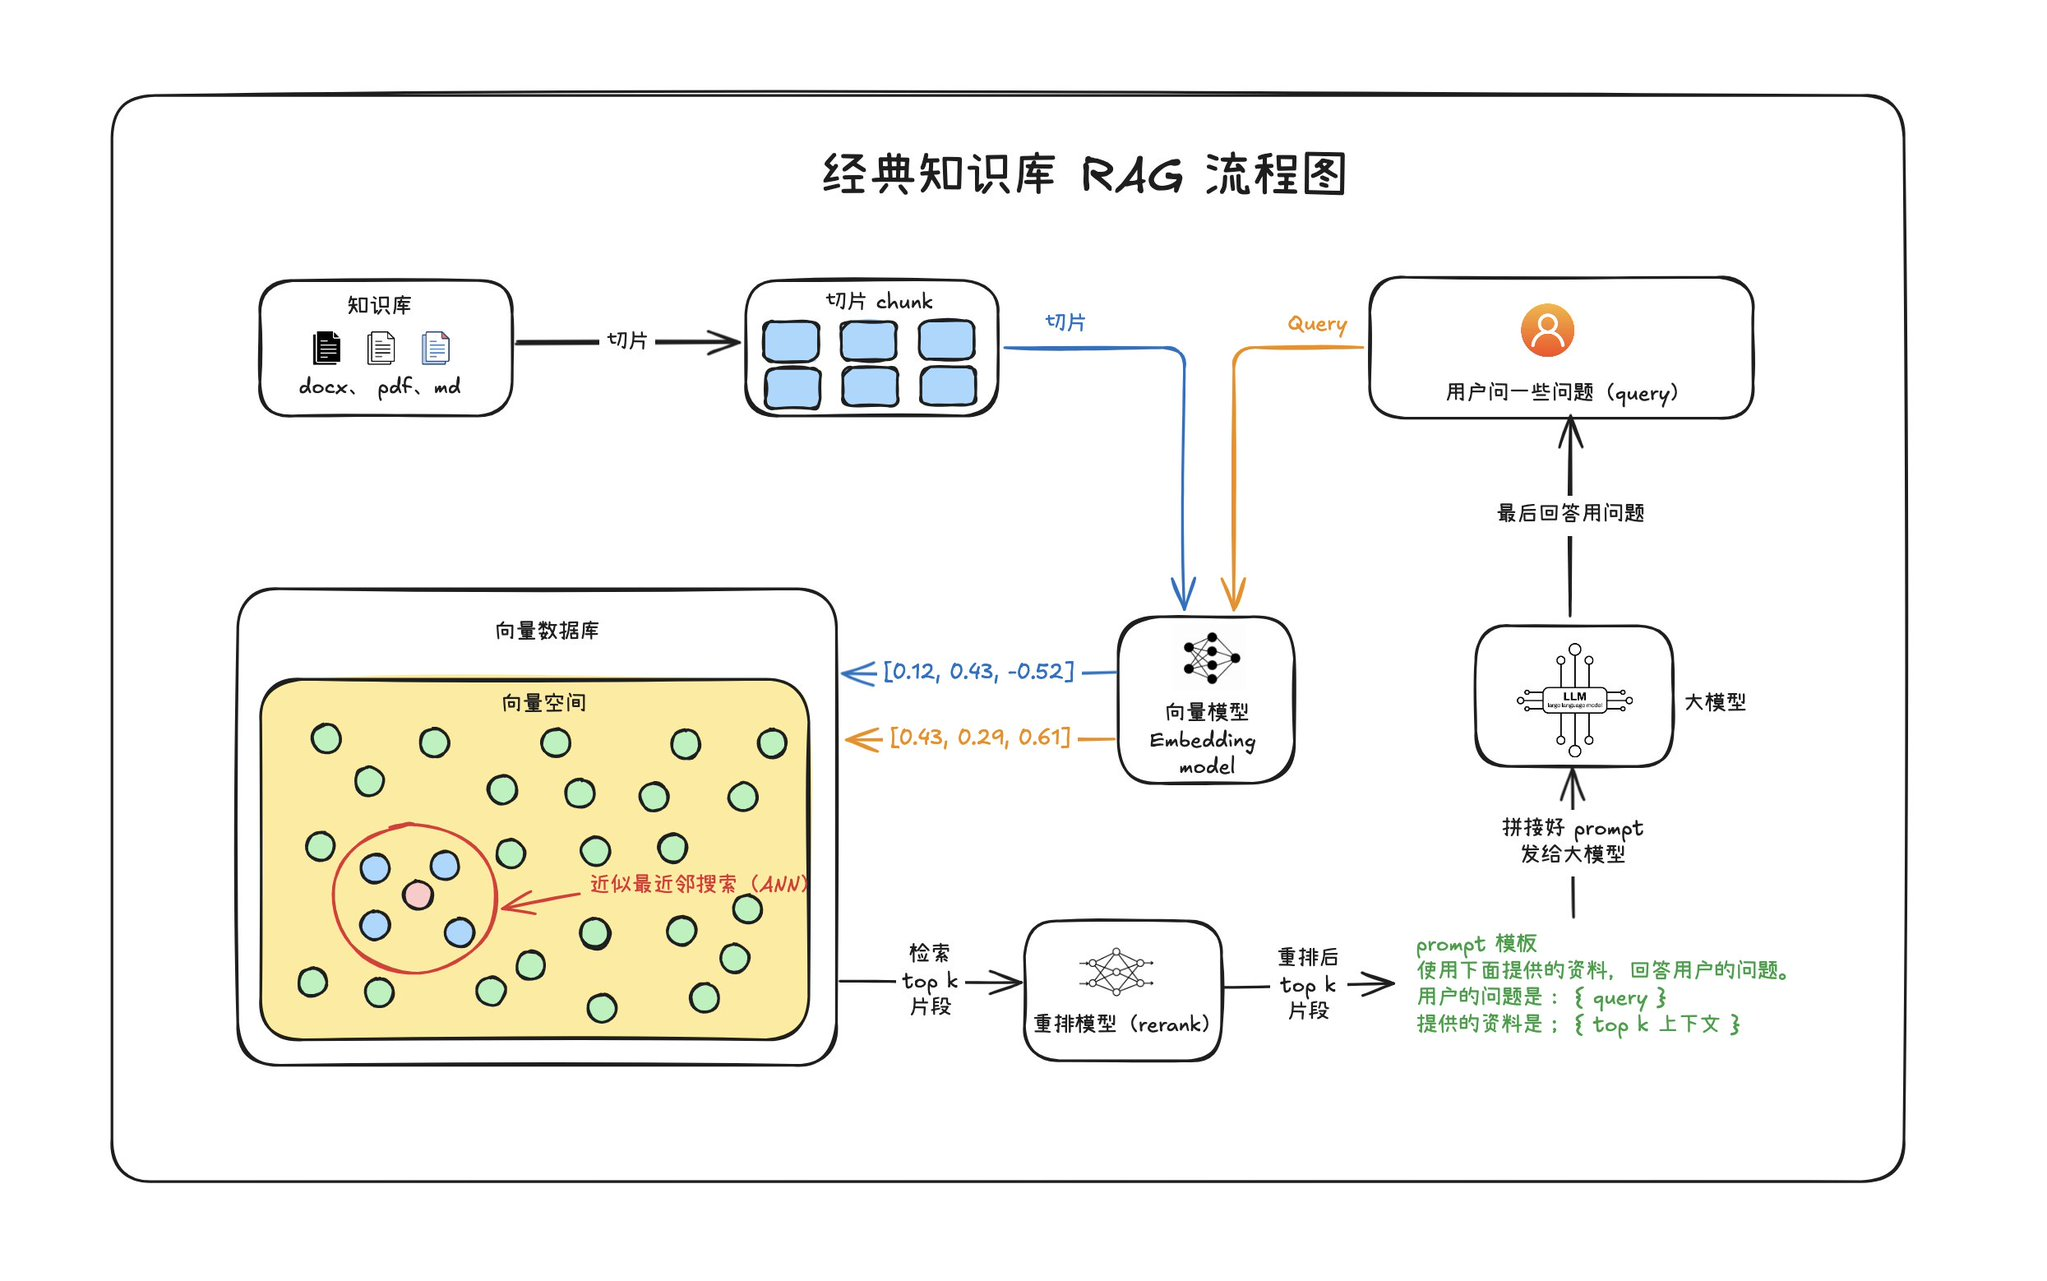 经典知识库 RAG 流程图
知识库
docx、pdf、md
切片
切片 chunk
切片
Query
用户问一些问题（query）
最后回答用问题
向量数据库
向量空间
近似最近邻搜索（ANN）
[0.12, 0.43, -0.52]
[0.43, 0.29, 0.61]
向量模型
Embedding
model
LLM
large language model
大模型
拼接好 prompt
发给大模型
检索
top k
片段
重排模型（rerank）
重排后
top k
片段
prompt 模板
使用下面提供的资料，回答用户的问题。
用户的问题是：{ query }
提供的资料是；{ top k 上下文 }